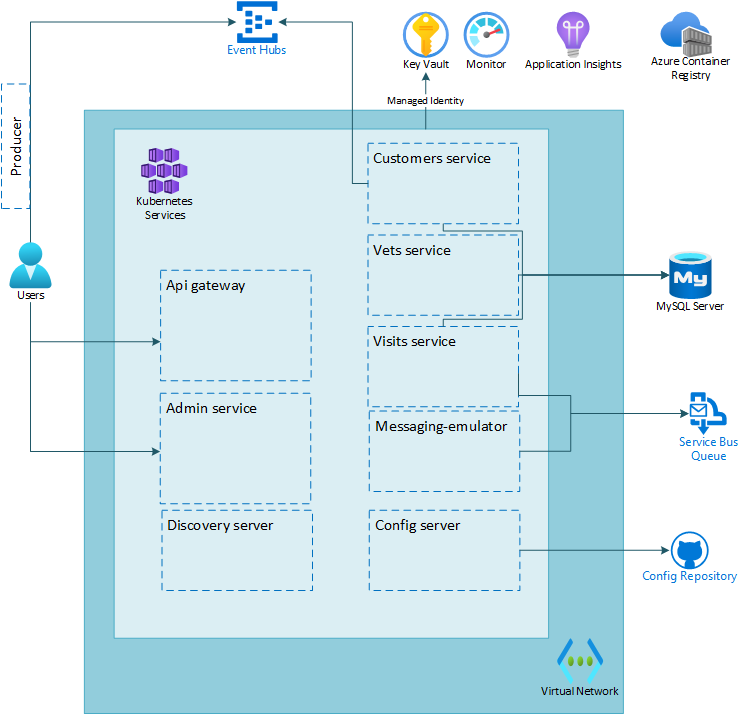 Event Hubs
Key Vault
Monitor
Application Insights
Azure Container
Registry
Managed Identity
Producer
Customers service
Kubernetes
Services
Vets service
Users
Api gateway
My
MySQL Server
Visits service
Admin service
Messaging-emulator
Service Bus
Queue
Discovery server
Config server
Config Repository
Virtual Network